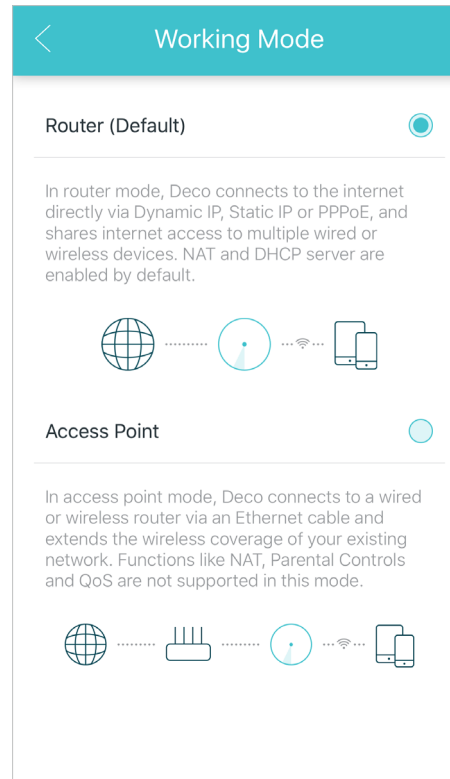 Working Mode
Router (Default)
In router mode, Deco connects to the internet
directly via Dynamic IP, Static IP or PPPoE, and
shares internet access to multiple wired or
wireless devices. NAT and DHCP server are
enabled by default.
Access Point
In access point mode, Deco connects to a wired
or wireless router via an Ethernet cable and
extends the wireless coverage of your existing
network. Functions like NAT, Parental Controls
and QoS are not supported in this mode.